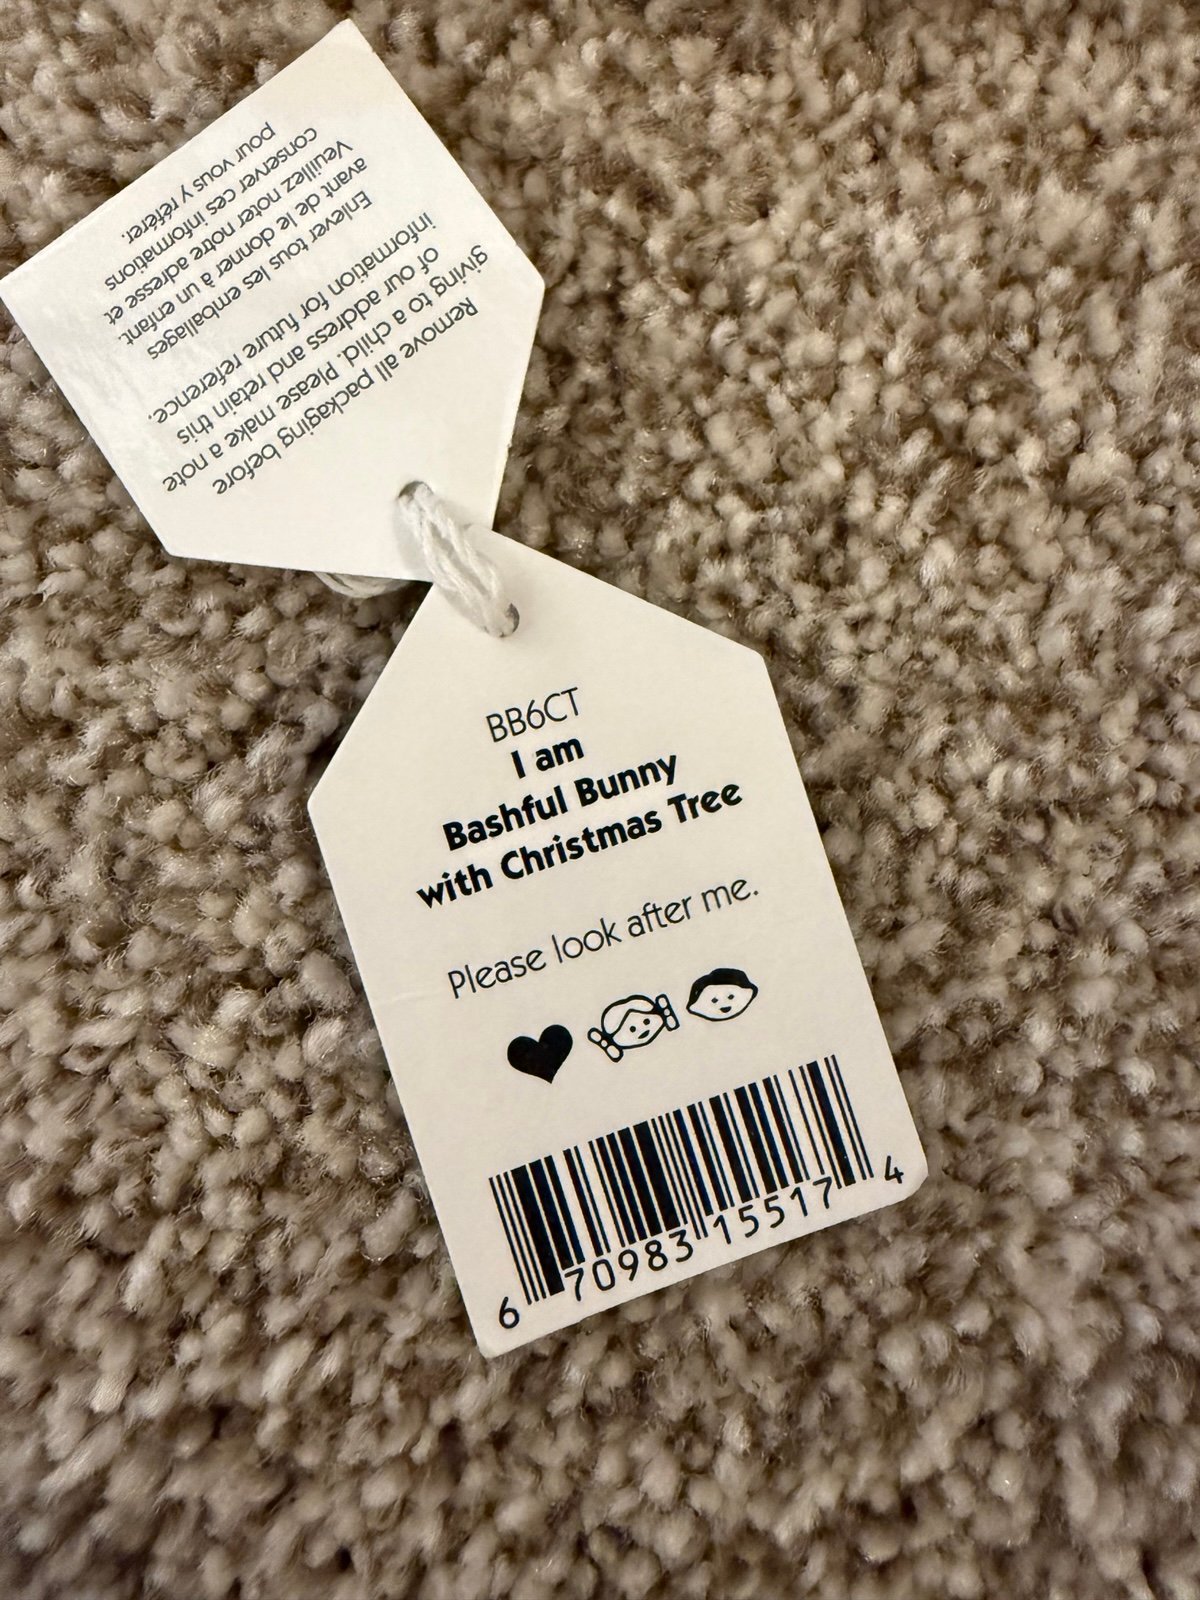 Remove all packaging before
giving to a child. Please make a note
of our address and retain this
information for future reference.
Enlever tous les emballages
avant de le donner à un enfant.
Veuillez noter notre adresse et
conserver ces informations
pour vous y référer.
BB6CT
I am
Bashful Bunny
with Christmas Tree
Please look after me.
6 70983 15517 4